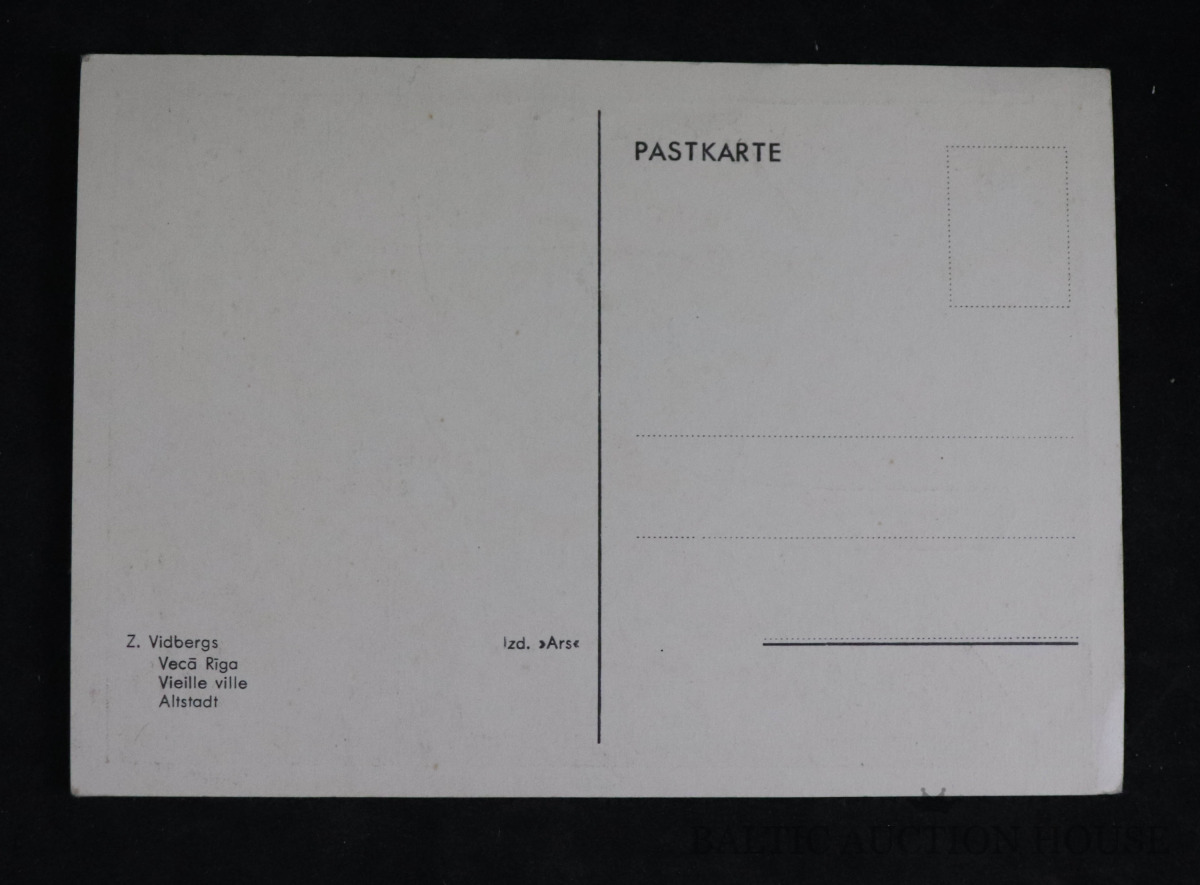 PASTKARTE
Z. Vidbergs
Vecā Rīga
Vieille ville
Altstadt
Izd. »Ars«
BALTIC AUCTION HOUSE